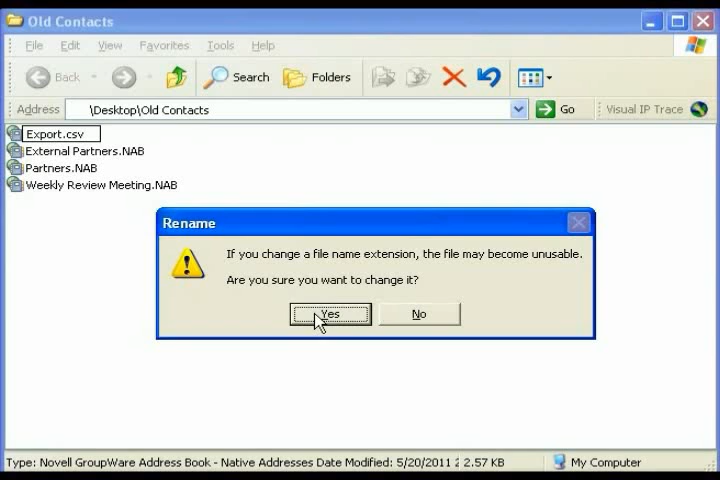 Old Contacts
File Edit View Favorites Tools Help
Back Search Folders
Address \Desktop\Old Contacts Go Visual IP Trace
Export.csv
External Partners.NAB
Partners.NAB
Weekly Review Meeting.NAB
Rename
If you change a file name extension, the file may become unusable.
Are you sure you want to change it?
Yes No
Type: Novell GroupWare Address Book - Native Addresses Date Modified: 5/20/2011 2 2.57 KB My Computer